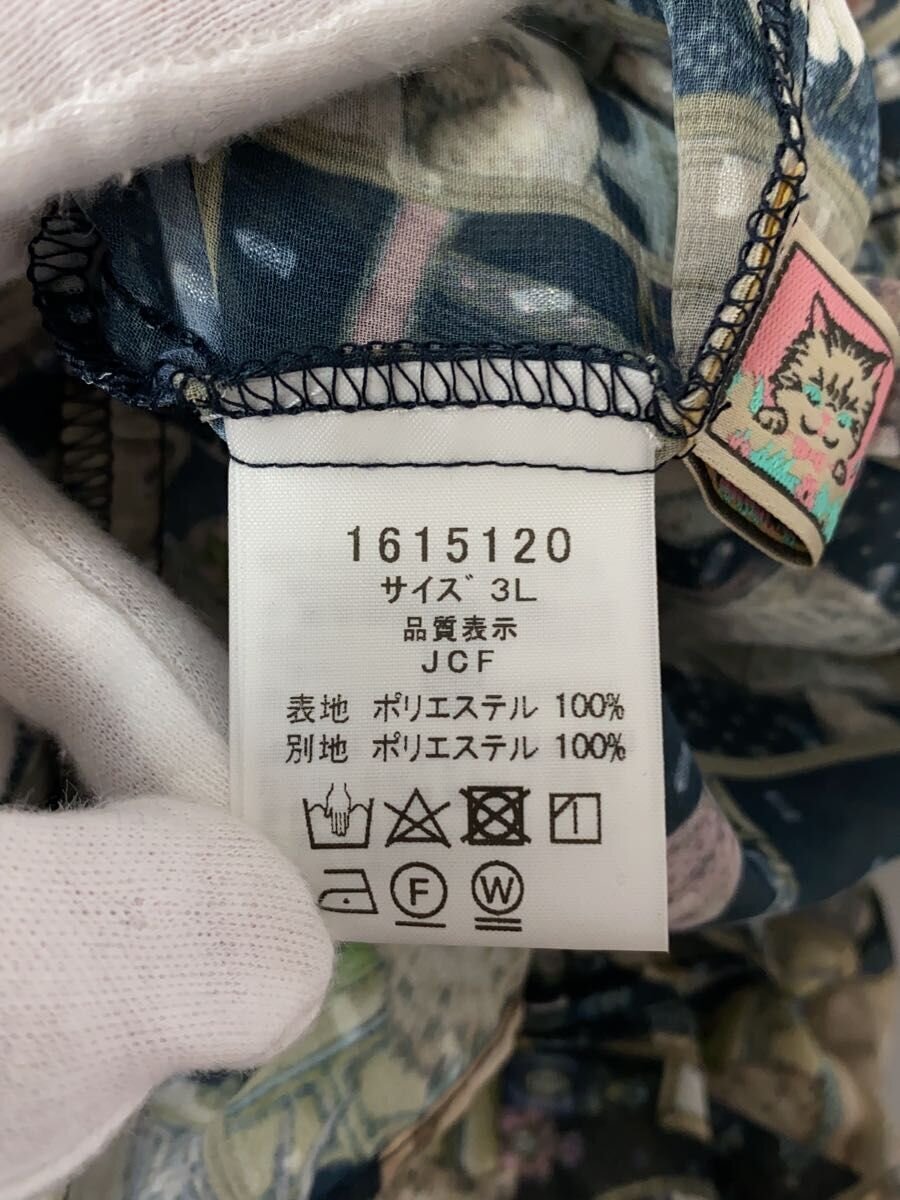 1615120
サイズ 3L
品質表示
JCF
表地 ポリエステル 100%
別地 ポリエステル 100%
F W